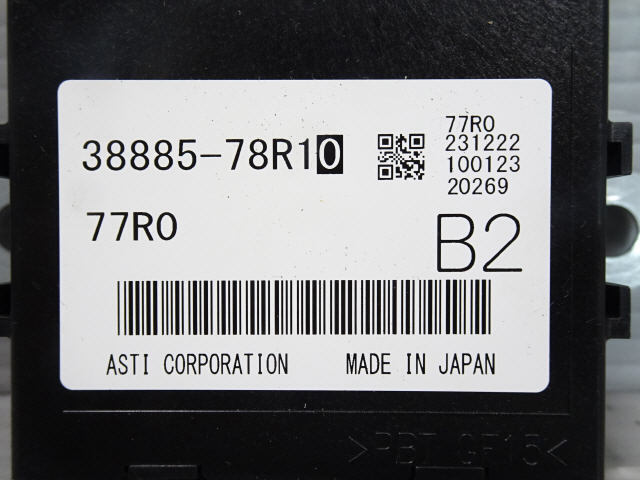 38885-78R10
77R0
231222
100123
20269
77R0
B2
ASTI CORPORATION MADE IN JAPAN
>PBT GF15<